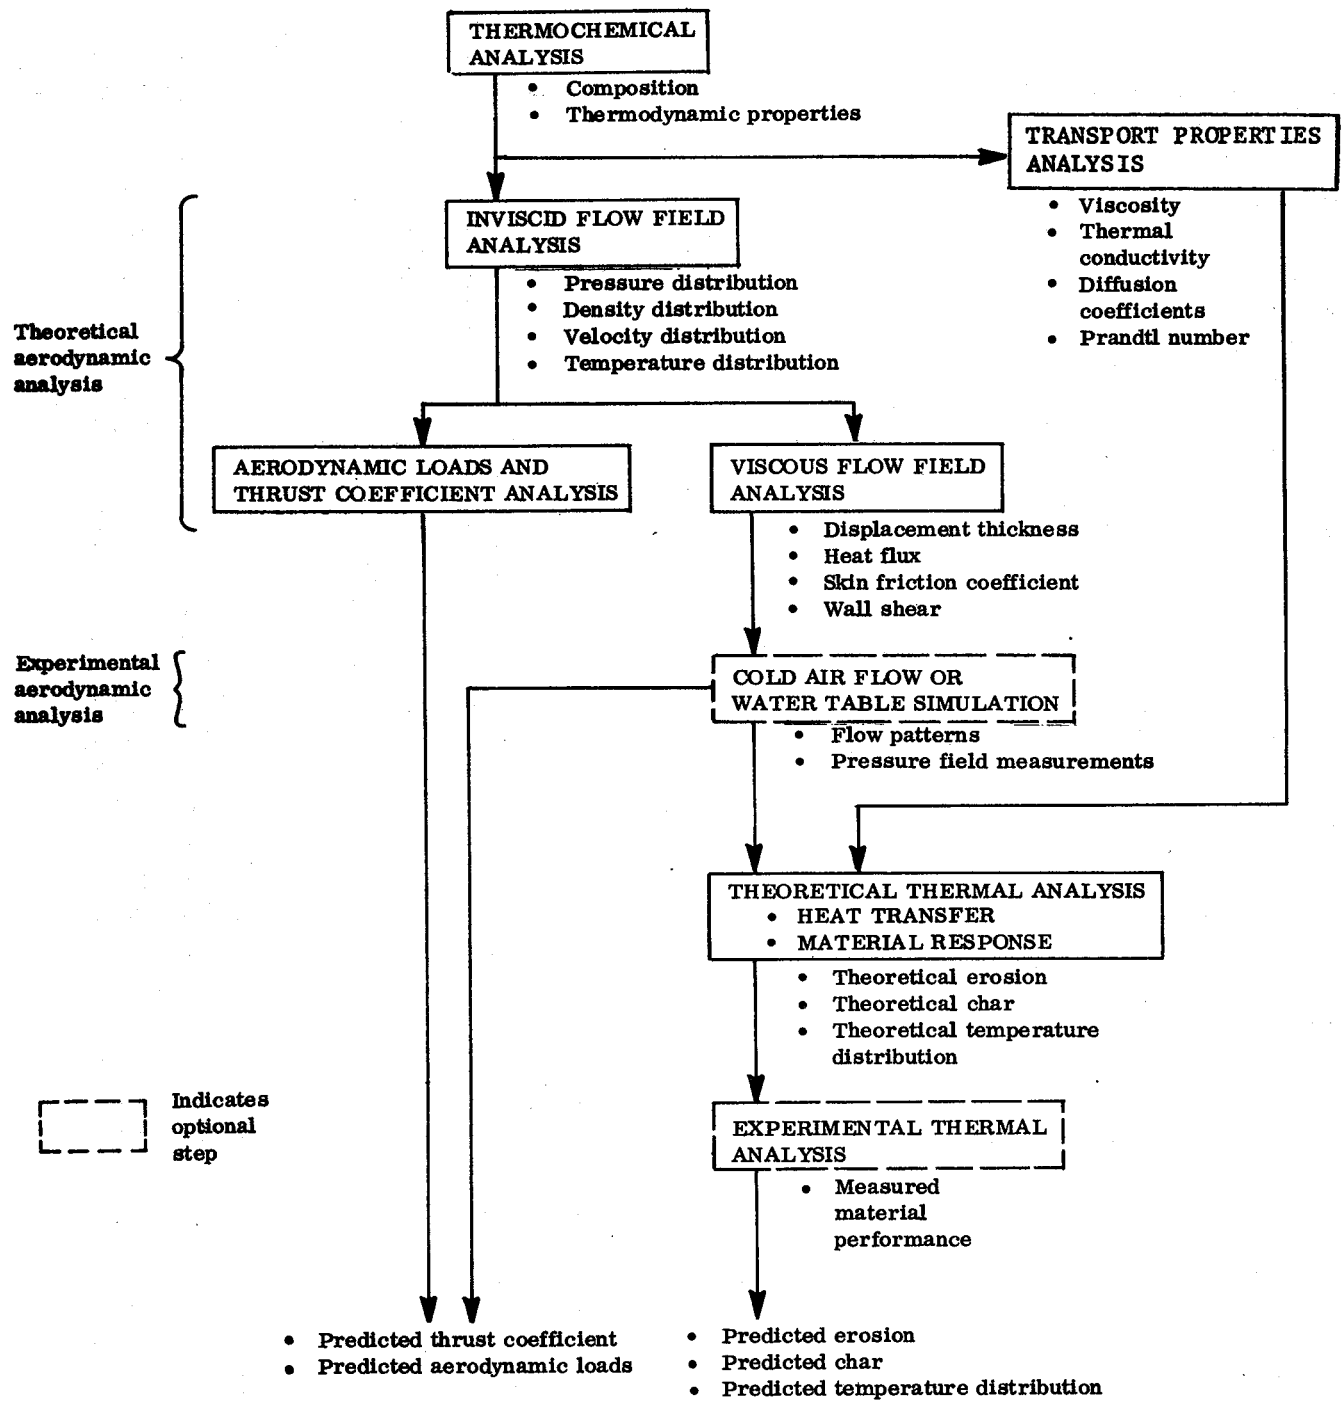 THERMOCHEMICAL
ANALYSIS
• Composition
• Thermodynamic properties
TRANSPORT PROPERTIES
ANALYSIS
• Viscosity
• Thermal
conductivity
• Diffusion
coefficients
• Prandtl number
INVISCID FLOW FIELD
ANALYSIS
• Pressure distribution
• Density distribution
• Velocity distribution
• Temperature distribution
Theoretical
aerodynamic
analysis
AERODYNAMIC LOADS AND
THRUST COEFFICIENT ANALYSIS
VISCOUS FLOW FIELD
ANALYSIS
• Displacement thickness
• Heat flux
• Skin friction coefficient
• Wall shear
Experimental
aerodynamic
analysis
COLD AIR FLOW OR
WATER TABLE SIMULATION
• Flow patterns
• Pressure field measurements
THEORETICAL THERMAL ANALYSIS
• HEAT TRANSFER
• MATERIAL RESPONSE
• Theoretical erosion
• Theoretical char
• Theoretical temperature
distribution
Indicates
optional
step
EXPERIMENTAL THERMAL
ANALYSIS
• Measured
material
performance
• Predicted thrust coefficient
• Predicted aerodynamic loads
• Predicted erosion
• Predicted char
• Predicted temperature distribution